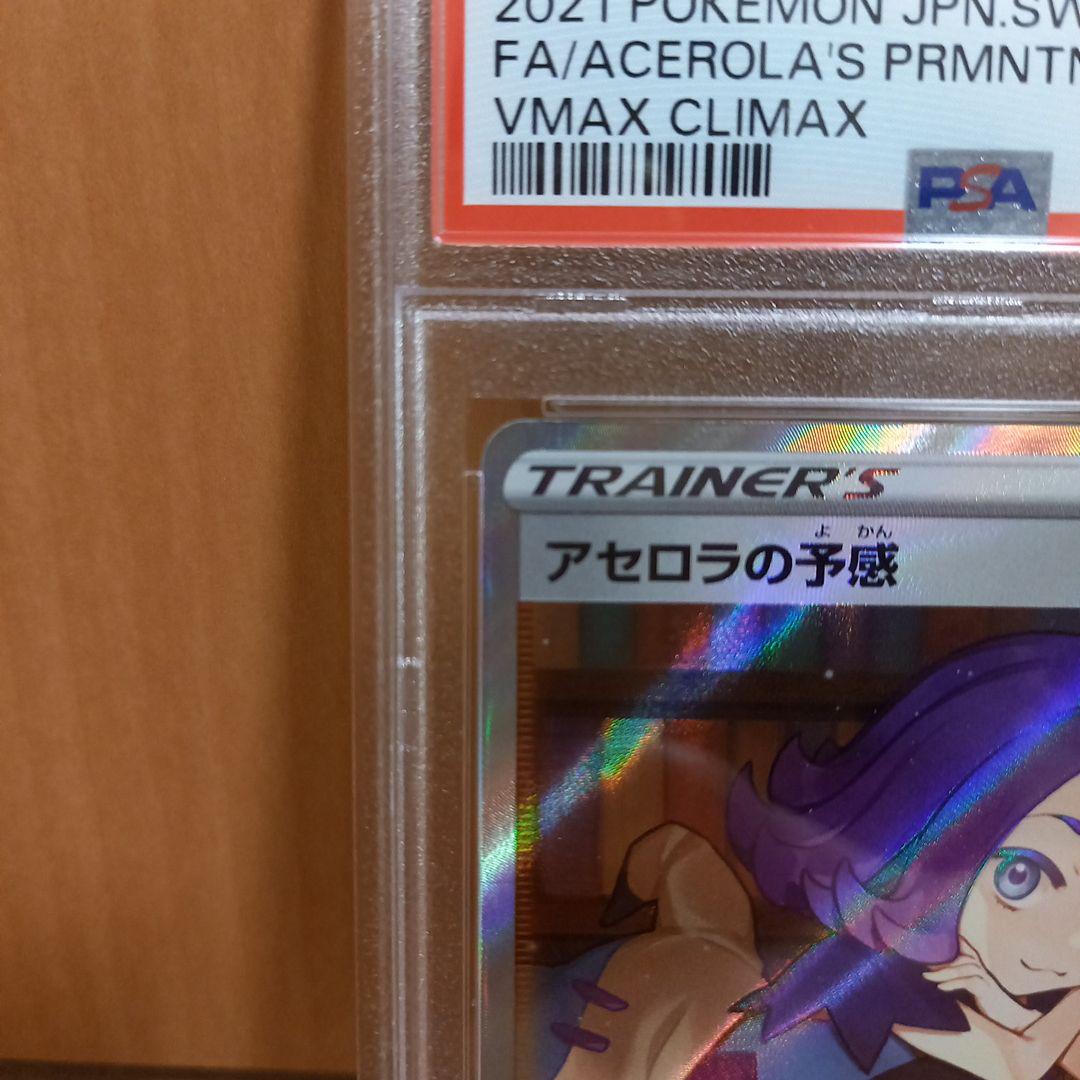 2021 POKEMON JPN.SW
FA/ACEROLA'S PRMNTN
VMAX CLIMAX
PSA
TRAINER'S
よ かん
アセロラの予感